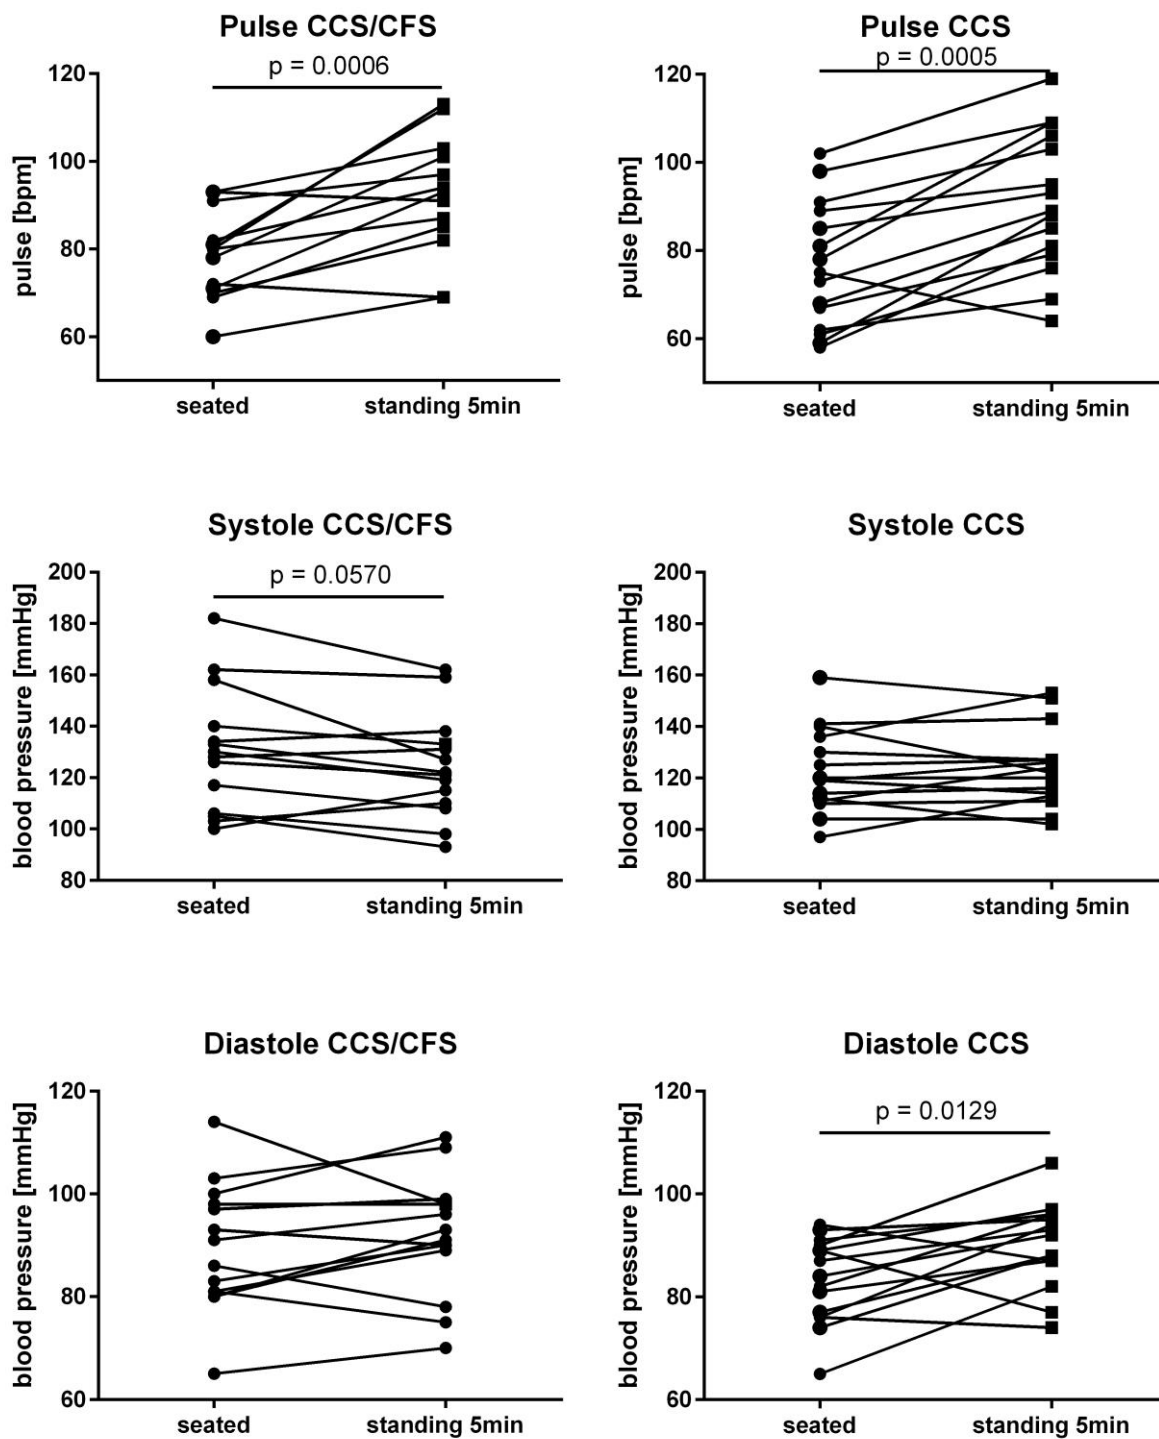 Pulse CCS/CFS
p = 0.0006
pulse [bpm]
120
100
80
60
seated
standing 5min
Pulse CCS
p = 0.0005
pulse [bpm]
120
100
80
60
seated
standing 5min
Systole CCS/CFS
p = 0.0570
blood pressure [mmHg]
200
180
160
140
120
100
80
seated
standing 5min
Systole CCS
blood pressure [mmHg]
200
180
160
140
120
100
80
seated
standing 5min
Diastole CCS/CFS
blood pressure [mmHg]
120
100
80
60
seated
standing 5min
Diastole CCS
p = 0.0129
blood pressure [mmHg]
120
100
80
60
seated
standing 5min